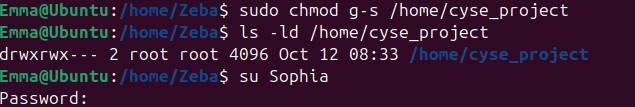 Emma@Ubuntu:/home/Zeba$ sudo chmod g-s /home/cyse_project
Emma@Ubuntu:/home/Zeba$ ls -ld /home/cyse_project
drwxrwx--- 2 root root 4096 Oct 12 08:33 /home/cyse_project
Emma@Ubuntu:/home/Zeba$ su Sophia
Password: